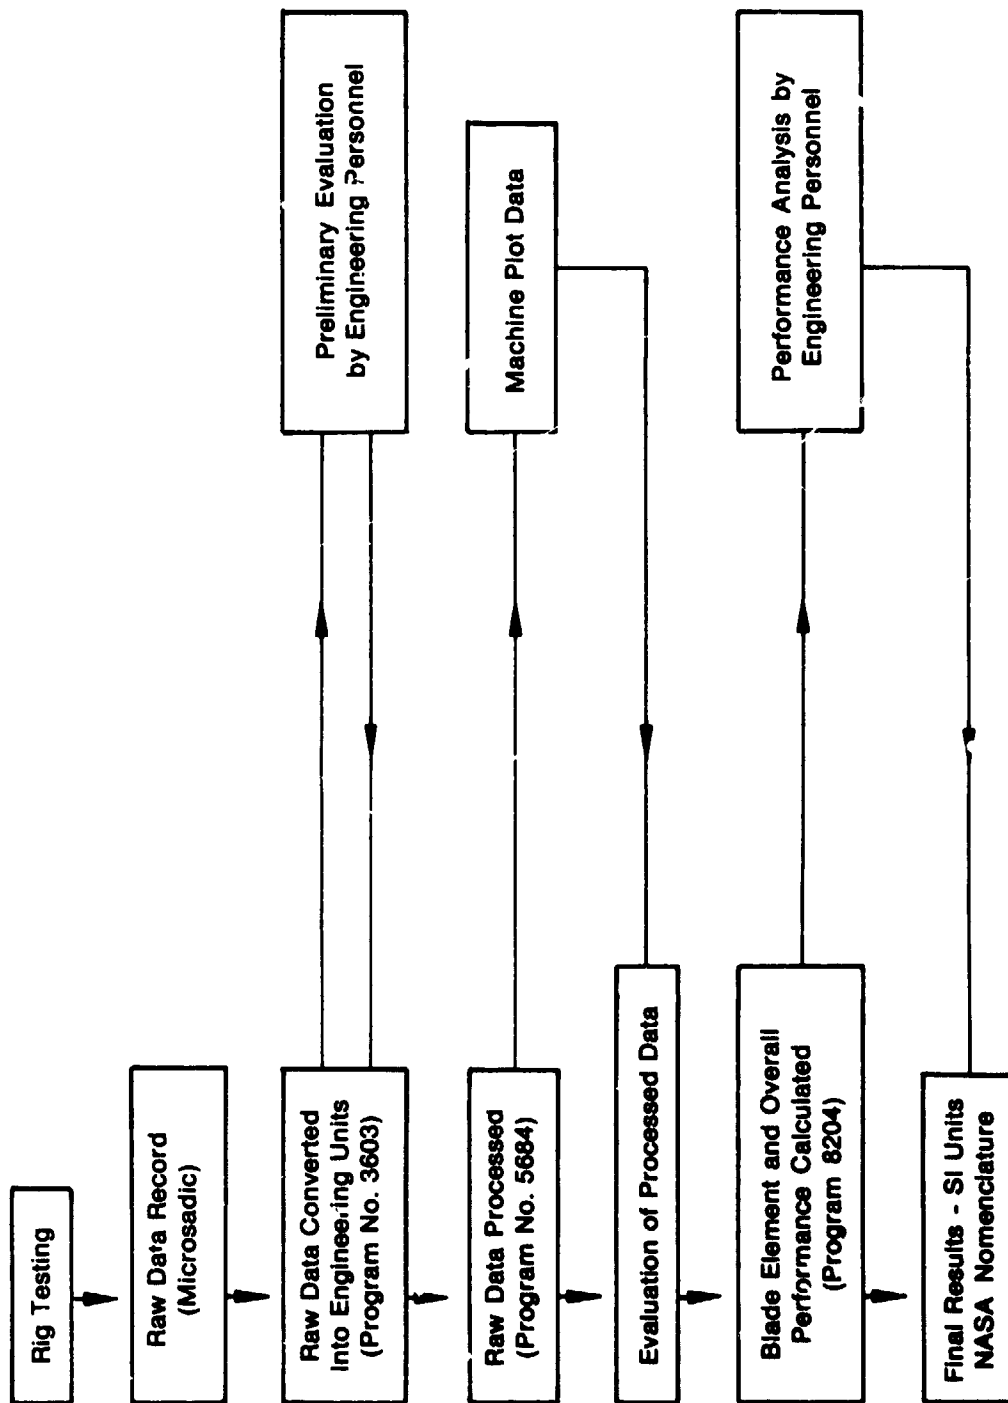 Rig Testing
Raw Data Record
(Microsadic)
Raw Data Converted
Into Engineering Units
(Program No. 3603)
Preliminary Evaluation
by Engineering Personnel
Raw Data Processed
(Program No. 5684)
Machine Plot Data
Evaluation of Processed Data
Blade Element and Overall
Performance Calculated
(Program 8204)
Performance Analysis by
Engineering Personnel
Final Results - SI Units
NASA Nomenclature